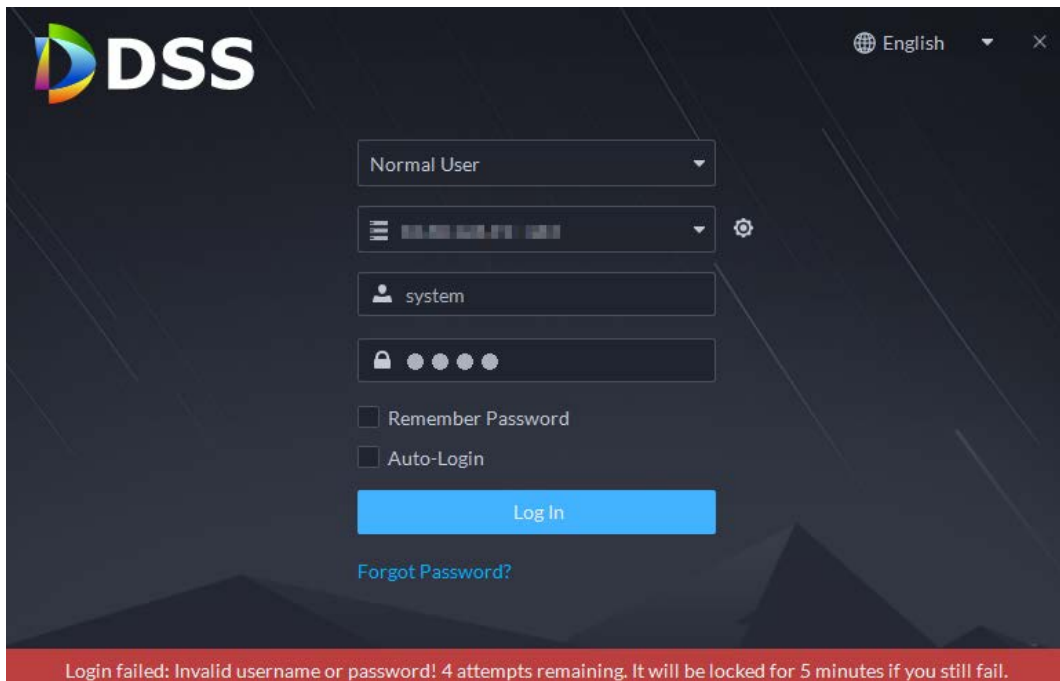 DSS
English
Normal User
system
Remember Password
Auto-Login
Log In
Forgot Password?
Login failed: Invalid username or password! 4 attempts remaining. It will be locked for 5 minutes if you still fail.